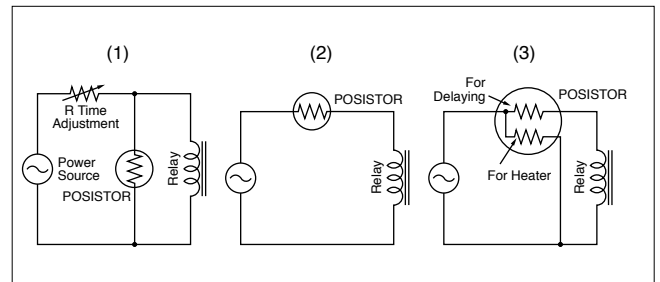 (1)
R Time
Adjustment
Power
Source
POSISTOR
Relay
(2)
POSISTOR
Relay
(3)
For
Delaying
POSISTOR
For Heater
Relay